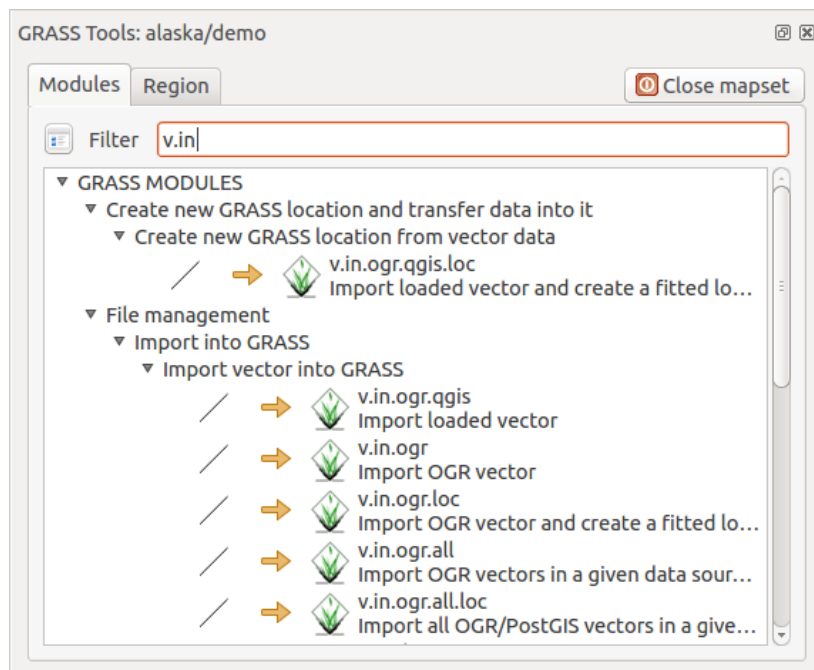 GRASS Tools: alaska/demo
Modules
Region
Close mapset
Filter
v.in
GRASS MODULES
Create new GRASS location and transfer data into it
Create new GRASS location from vector data
v.in.ogr.qgis.loc
Import loaded vector and create a fitted lo...
File management
Import into GRASS
Import vector into GRASS
v.in.ogr.qgis
Import loaded vector
v.in.ogr
Import OGR vector
v.in.ogr.loc
Import OGR vector and create a fitted lo...
v.in.ogr.all
Import OGR vectors in a given data sour...
v.in.ogr.all.loc
Import all OGR/PostGIS vectors in a give...